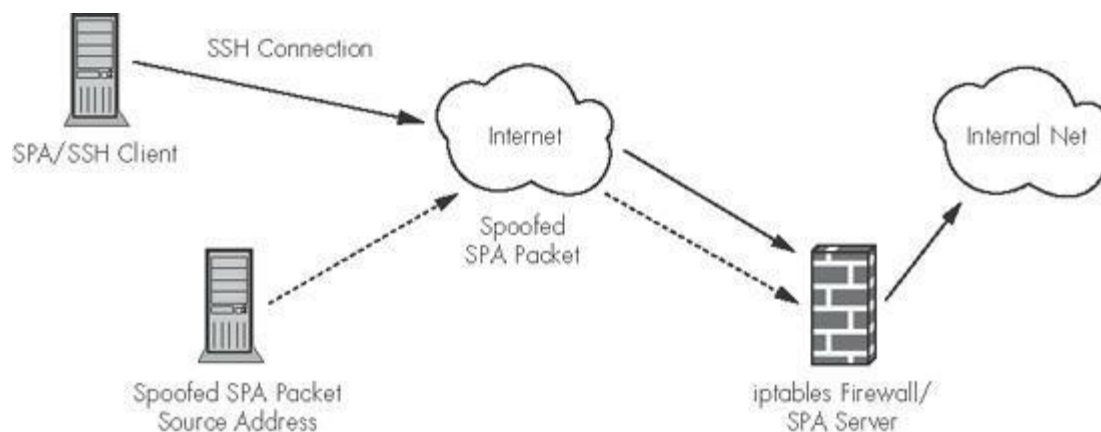 SSH Connection
SPA/SSH Client
Internet
Internal Net
Spoofed
SPA Packet
Spoofed SPA Packet
Source Address
iptables Firewall/
SPA Server